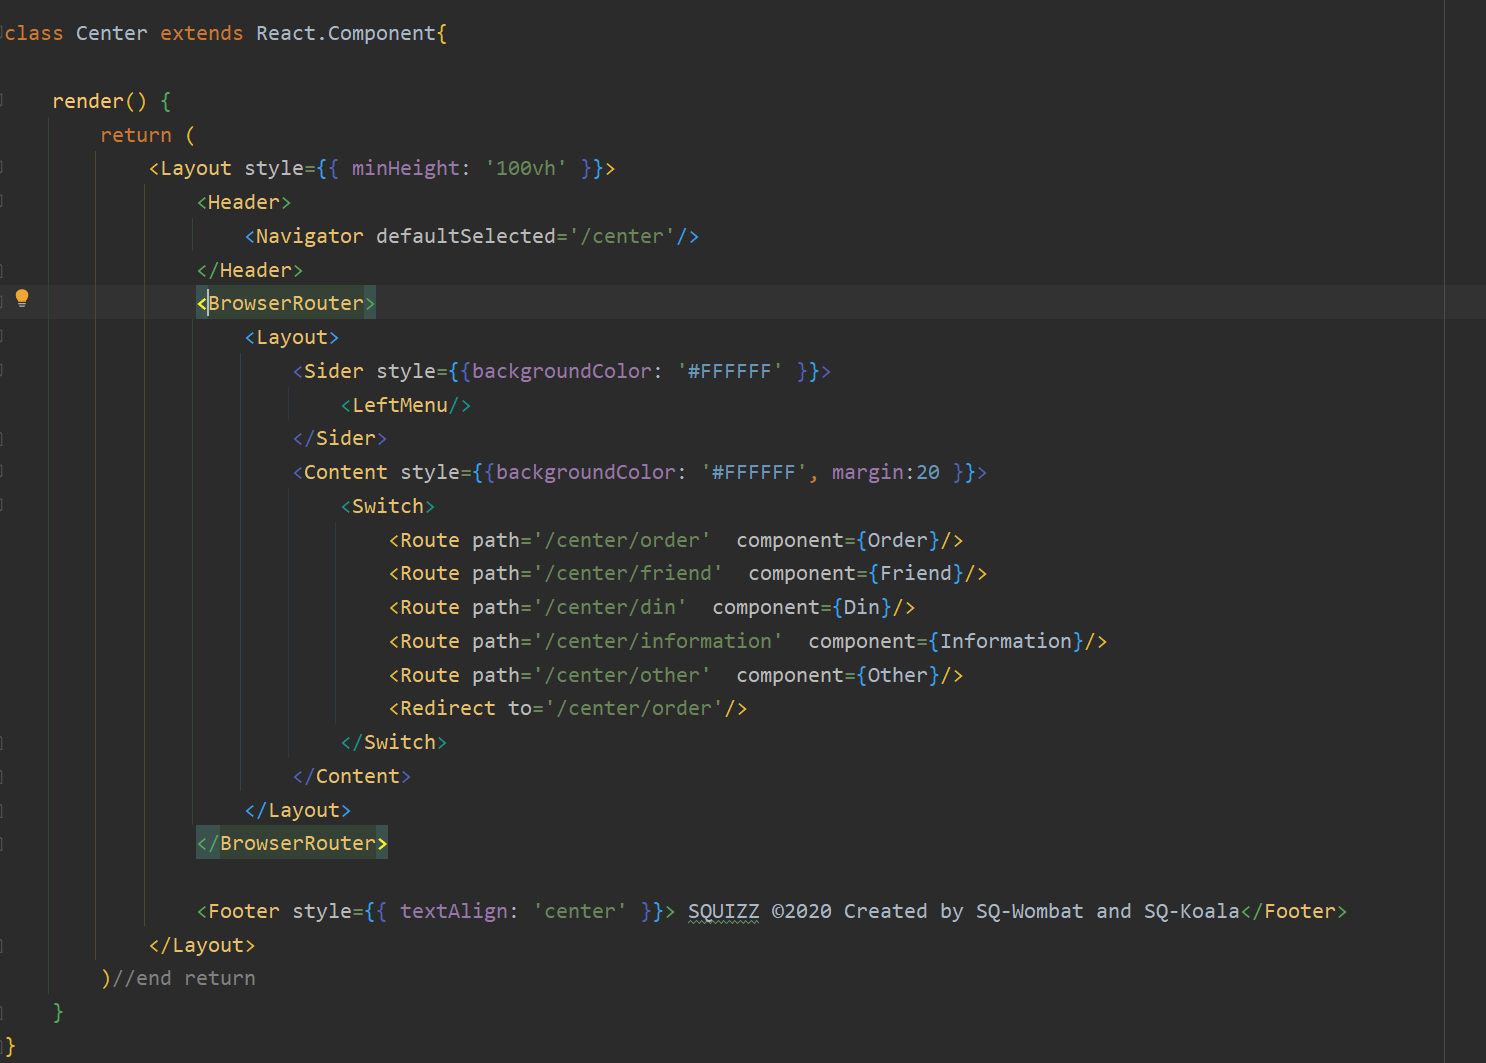 class Center extends React.Component{
render() {
return (
<Layout style={{ minHeight: '100vh' }}>
<Header>
<Navigator defaultSelected='/center'/>
</Header>
<BrowserRouter>
<Layout>
<Sider style={{backgroundColor: '#FFFFFF' }}>
<LeftMenu/>
</Sider>
<Content style={{backgroundColor: '#FFFFFF', margin:20 }}>
<Switch>
<Route path='/center/order'  component={Order}/>
<Route path='/center/friend'  component={Friend}/>
<Route path='/center/din'  component={Din}/>
<Route path='/center/information'  component={Information}/>
<Route path='/center/other'  component={Other}/>
<Redirect to='/center/order'/>
</Switch>
</Content>
</Layout>
</BrowserRouter>
<Footer style={{ textAlign: 'center' }}> SQUIZZ ©2020 Created by SQ-Wombat and SQ-Koala</Footer>
</Layout>
)//end return
}
}